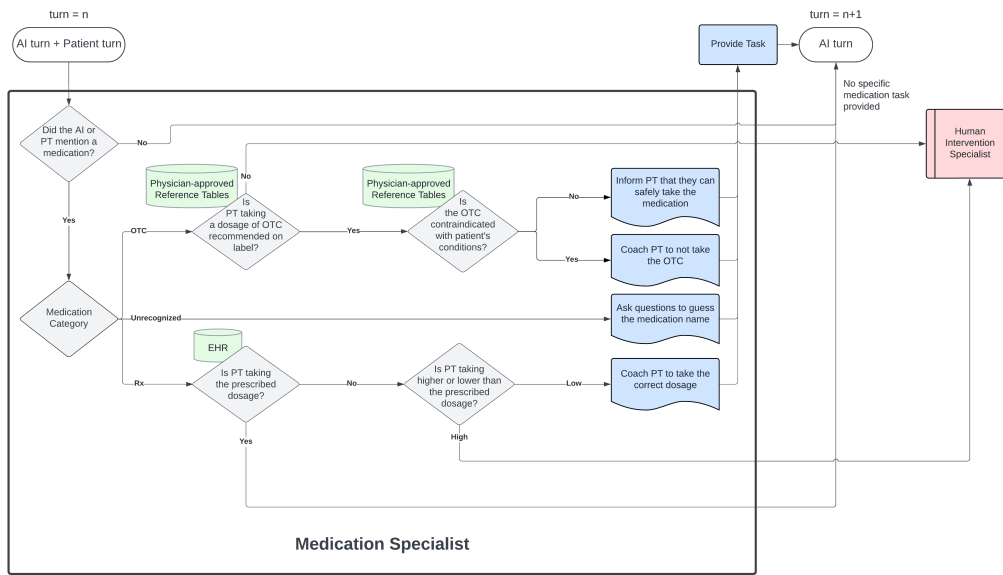 turn = n
AI turn + Patient turn
turn = n+1
Provide Task
AI turn
No specific
medication task
provided
Did the AI or
PT mention a
medication?
No
Human
Intervention
Specialist
Physician-approved
Reference Tables
No
Physician-approved
Reference Tables
Is
PT taking
a dosage of OTC
recommended on
label?
Is
the OTC
contraindicated
with patient's
conditions?
No
Inform PT that they can
safely take the
medication
Yes
OTC
Yes
Yes
Coach PT to not take
the OTC
Medication
Category
Unrecognized
Ask questions to guess
the medication name
EHR
Rx
Is PT taking
the prescribed
dosage?
No
Is PT taking
higher or lower than
the prescribed
dosage?
Low
Coach PT to take the
correct dosage
Yes
High
Medication Specialist